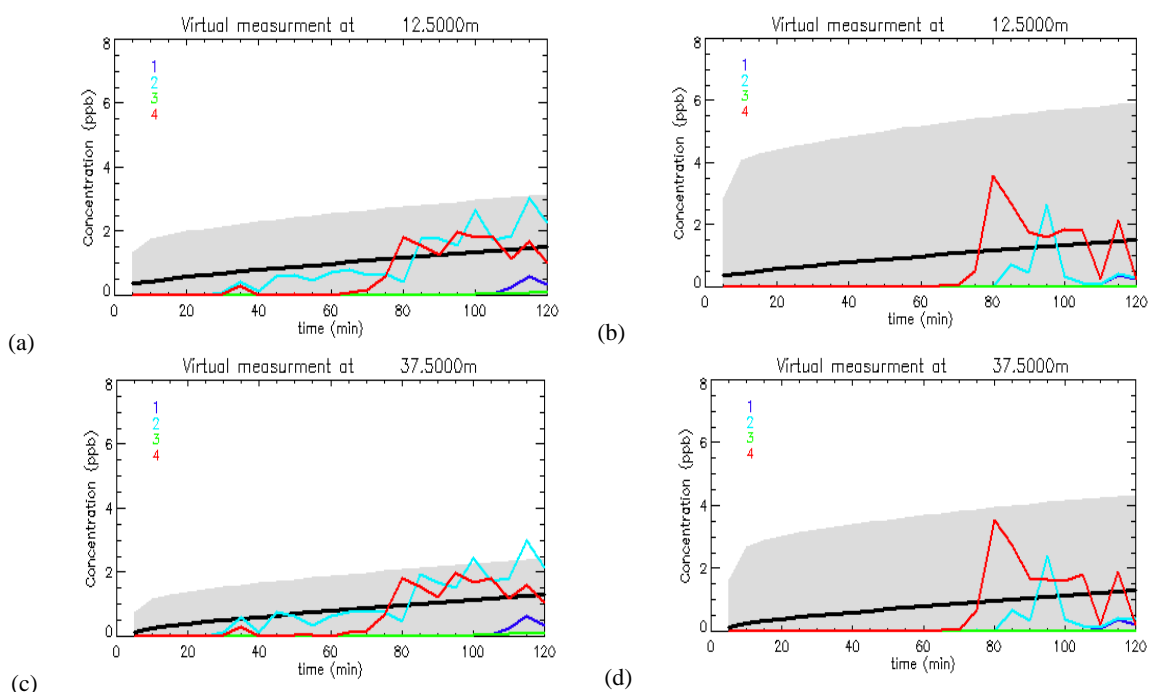 Virtual measurment at 12.5000m
8
6
4
2
0
Concentration (ppb)
1
2
3
4
0 20 40 60 80 100 120
time (min)
(a)
Virtual measurment at 12.5000m
8
6
4
2
0
Concentration (ppb)
1
2
3
4
0 20 40 60 80 100 120
time (min)
(b)
Virtual measurment at 37.5000m
8
6
4
2
0
Concentration (ppb)
1
2
3
4
0 20 40 60 80 100 120
time (min)
(c)
Virtual measurment at 37.5000m
8
6
4
2
0
Concentration (ppb)
1
2
3
4
0 20 40 60 80 100 120
time (min)
(d)